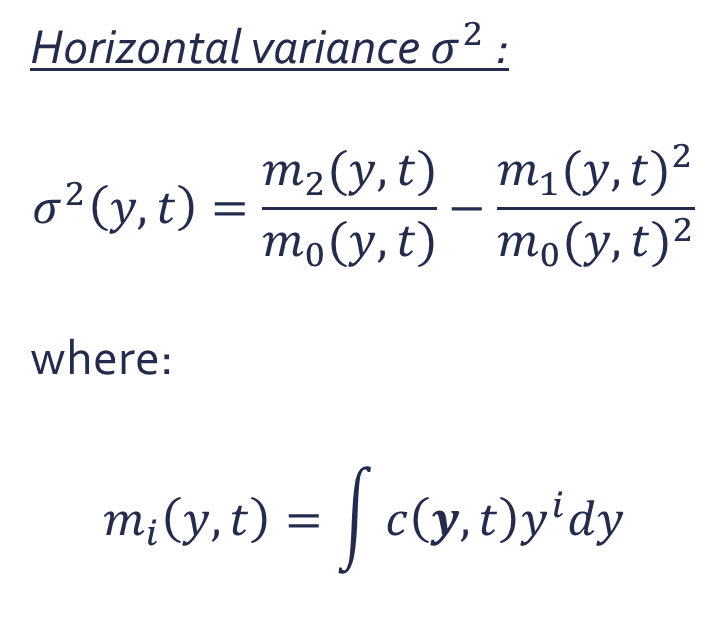 Horizontal variance σ² :
σ²(y, t) = m₂(y, t)/m₀(y, t) − m₁(y, t)²/m₀(y, t)²
where:
mᵢ(y, t) = ∫ c(𝒚, t)yⁱdy